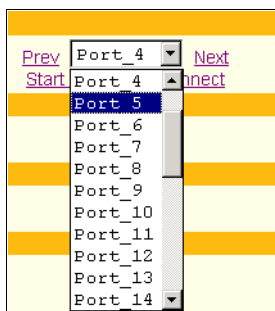 Prev Port_4 Next
Start Port_4 nnect
Port_5
Port_6
Port_7
Port_8
Port_9
Port_10
Port_11
Port_12
Port_13
Port_14